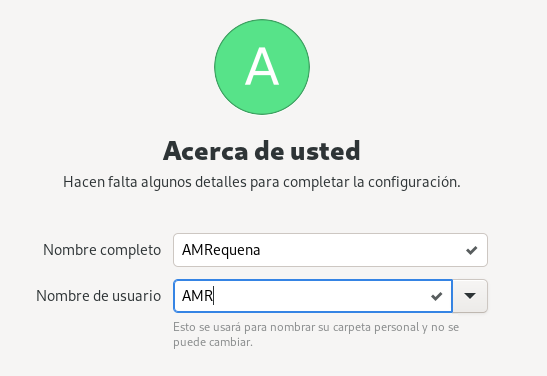 A
Acerca de usted
Hacen falta algunos detalles para completar la configuración.
Nombre completo AMRequena
Nombre de usuario AMR
Esto se usará para nombrar su carpeta personal y no se
puede cambiar.